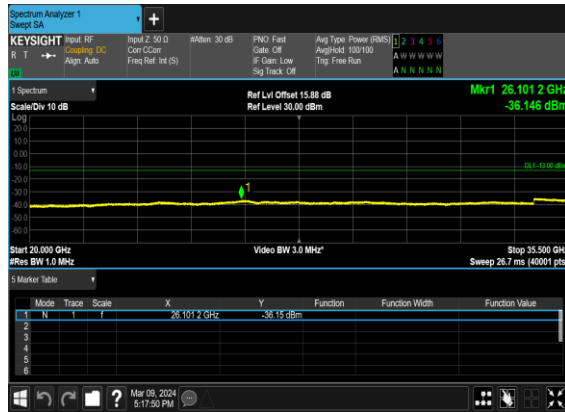 Spectrum Analyzer 1
Swept SA
+
KEYSIGHT Input: RF Input Z: 50 Ω #Atten: 30 dB PNO: Fast Avg Type: Power (RMS) 1 2 3 4 5 6
R T Coupling: DC Corr CCorr Gate: Off Avg|Hold: 100/100 A W W W W W
Align: Auto Freq Ref: Int (S) IF Gain: Low Trig: Free Run
LU Sig Track: Off A N N N N N
1 Spectrum Ref Lvl Offset 15.88 dB Mkr1 26.101 2 GHz
Scale/Div 10 dB Ref Level 30.00 dBm -36.146 dBm
Log
20.0
10.0
0.00
-10.0 DL1 -13.00 dBm
-20.0
-30.0 1
-40.0
-50.0
-60.0
Start 20.000 GHz Video BW 3.0 MHz* Stop 35.500 GHz
#Res BW 1.0 MHz Sweep 26.7 ms (40001 pts)
5 Marker Table
Mode Trace Scale X Y Function Function Width Function Value
1 N 1 f 26.101 2 GHz -36.15 dBm
2
3
4
5
6
? Mar 09, 2024
5:17:50 PM